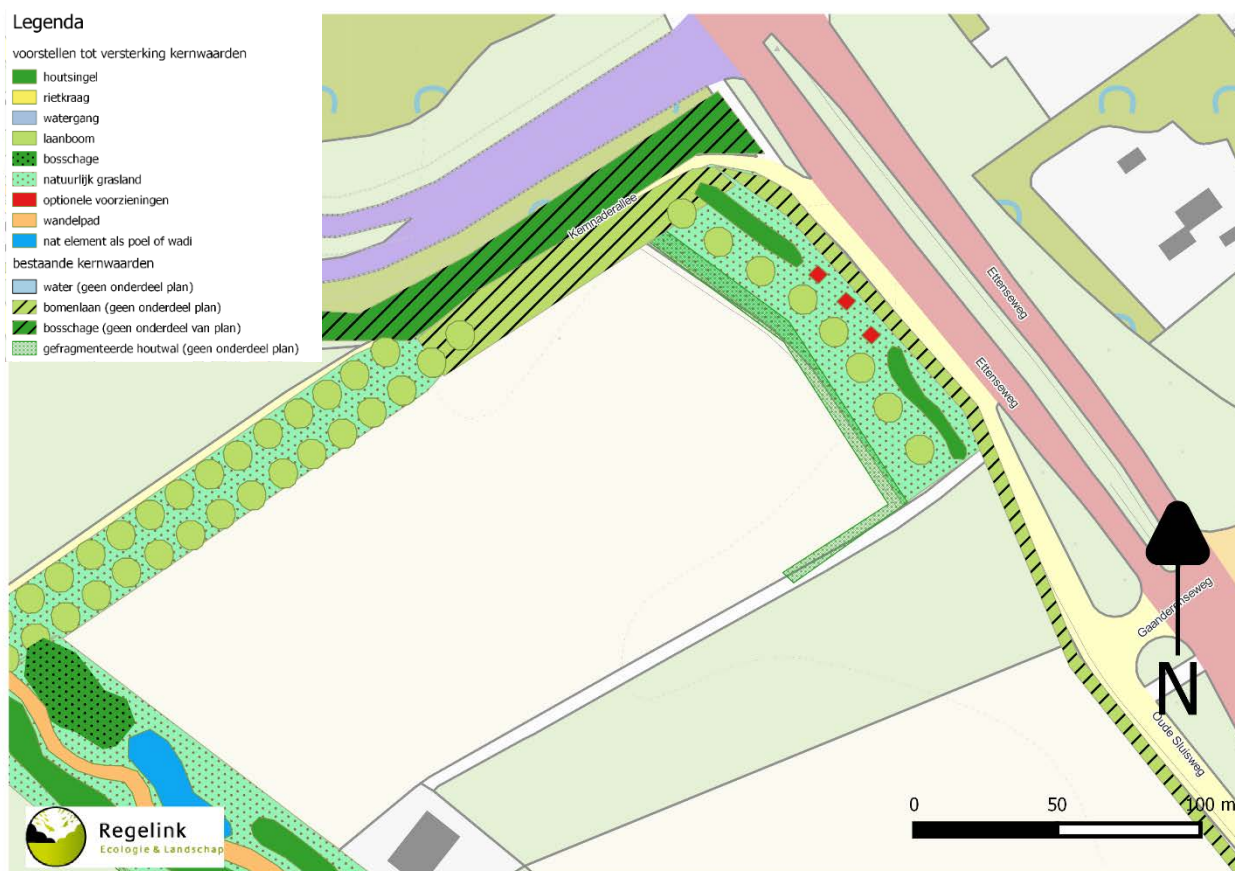 Legenda
voorstellen tot versterking kernwaarden
houtsingel
rietkraag
watergang
laanboom
bosschage
natuurlijk grasland
optionele voorzieningen
wandelpad
nat element als poel of wadi
bestaande kernwaarden
water (geen onderdeel plan)
bomenlaan (geen onderdeel plan)
bosschage (geen onderdeel van plan)
gefragmenteerde houtwal (geen onderdeel plan)
Kemnaderallee
Ettenseweg
Ettenseweg
Gaanderenseweg
Oude Sluisweg
N
0 50 100 m
Regelink
Ecologie & Landschap